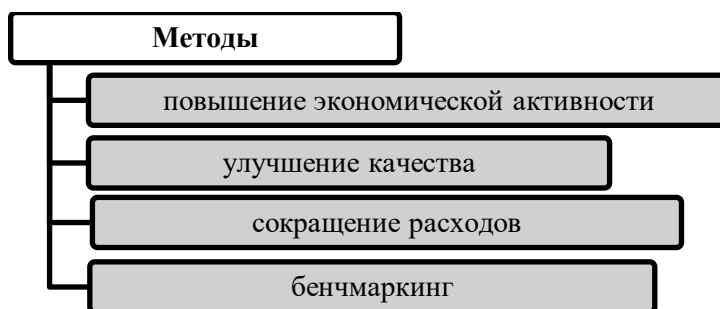 Методы
повышение экономической активности
улучшение качества
сокращение расходов
бенчмаркинг